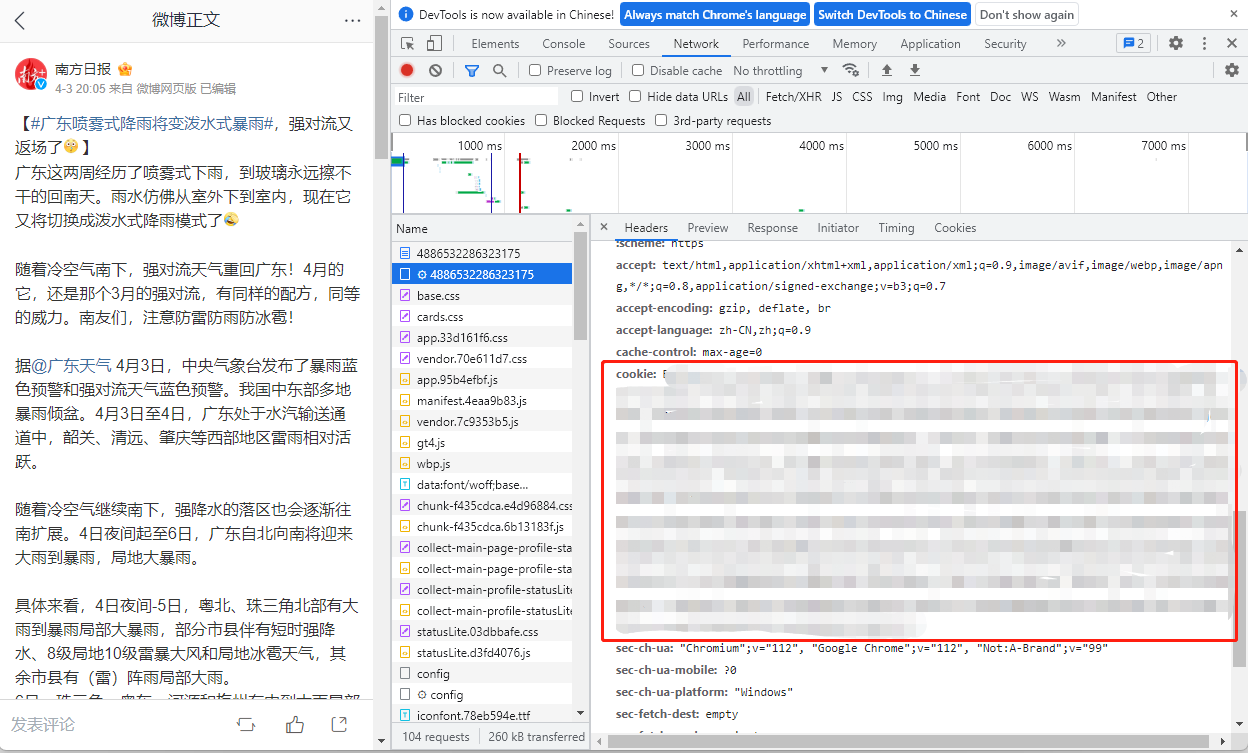 微博正文
南方日报
4-3 20:05 来自 微博网页版 已编辑
【#广东喷雾式降雨将变泼水式暴雨#，强对流又
返场了】
广东这两周经历了喷雾式下雨，到玻璃永远擦不
干的回南天。雨水仿佛从室外下到室内，现在它
又将切换成泼水式降雨模式了
随着冷空气南下，强对流天气重回广东！4月的
它，还是那个3月的强对流，有同样的配方，同等
的威力。南友们，注意防雷防雨防冰雹！
据@广东天气 4月3日，中央气象台发布了暴雨蓝
色预警和强对流天气蓝色预警。我国中东部多地
暴雨倾盆。4月3日至4日，广东处于水汽输送通
道中，韶关、清远、肇庆等西部地区雷雨相对活
跃。
随着冷空气继续南下，强降水的落区也会逐渐往
南扩展。4日夜间起至6日，广东自北向南将迎来
大雨到暴雨，局地大暴雨。
具体来看，4日夜间-5日，粤北、珠三角北部有大
雨到暴雨局部大暴雨，部分市县伴有短时强降
水、8级局地10级雷暴大风和局地冰雹天气，其
余市县有（雷）阵雨局部大雨。
发表评论
DevTools is now available in Chinese! Always match Chrome's language Switch DevTools to Chinese Don't show again
Elements Console Sources Network Performance Memory Application Security 2
Preserve log Disable cache No throttling
Filter Invert Hide data URLs All Fetch/XHR JS CSS Img Media Font Doc WS Wasm Manifest Other
Has blocked cookies Blocked Requests 3rd-party requests
1000 ms 2000 ms 3000 ms 4000 ms 5000 ms 6000 ms 7000 ms
Name
4886532286323175
4886532286323175
base.css
cards.css
app.33d161f6.css
vendor.70e611d7.css
app.95b4efbf.js
manifest.4eaa9b83.js
vendor.7c9353b5.js
gt4.js
wbp.js
data:font/woff;base...
chunk-f435cdca.e4d96884.css
chunk-f435cdca.6b13183f.js
collect-main-page-profile-sta
collect-main-page-profile-sta
collect-main-profile-statusLite
collect-main-profile-statusLite
statusLite.03dbbafe.css
statusLite.d3fd4076.js
config
config
iconfont.78eb594e.ttf
104 requests 260 kB transferred
Headers Preview Response Initiator Timing Cookies
:scheme: https
accept: text/html,application/xhtml+xml,application/xml;q=0.9,image/avif,image/webp,image/apn
g,*/*;q=0.8,application/signed-exchange;v=b3;q=0.7
accept-encoding: gzip, deflate, br
accept-language: zh-CN,zh;q=0.9
cache-control: max-age=0
cookie:
sec-ch-ua: "Chromium";v="112", "Google Chrome";v="112", "Not:A-Brand";v="99"
sec-ch-ua-mobile: ?0
sec-ch-ua-platform: "Windows"
sec-fetch-dest: empty